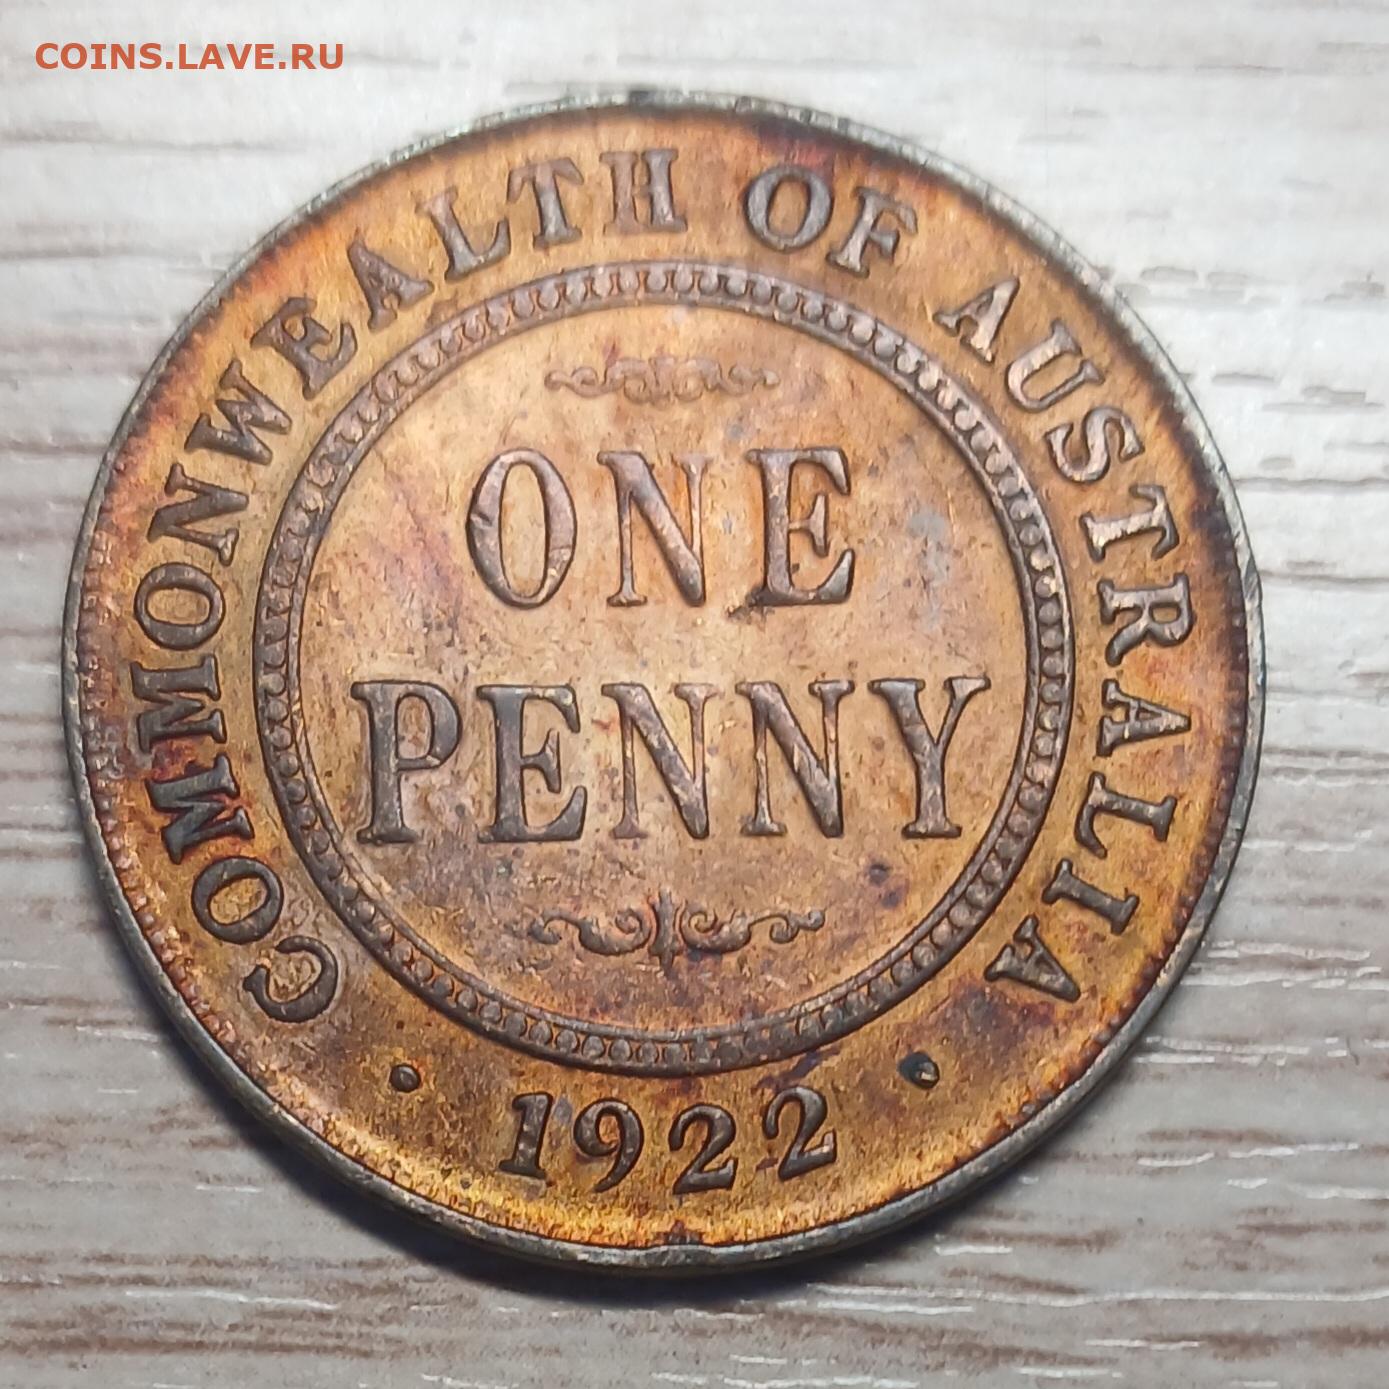 COINS.LAVE.RU
COMMONWEALTH OF AUSTRALIA
ONE
PENNY
· 1922 ·